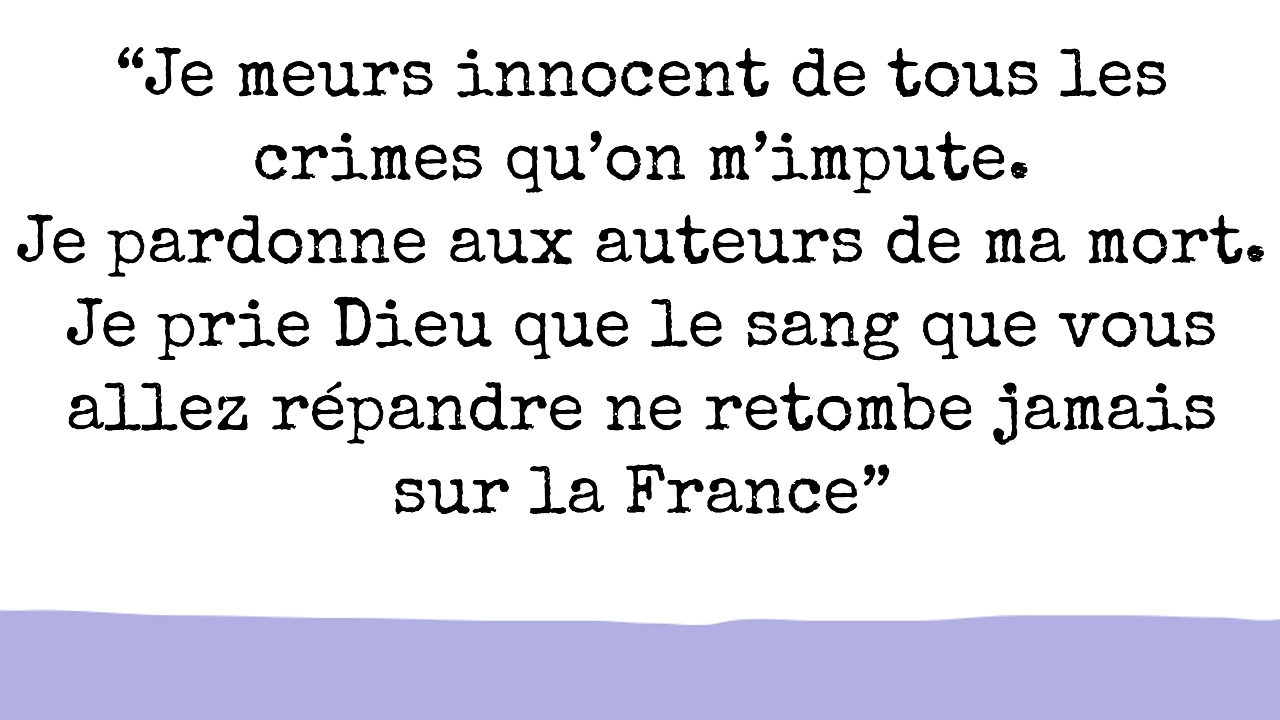 “Je meurs innocent de tous les
crimes qu’on m’impute.
Je pardonne aux auteurs de ma mort.
Je prie Dieu que le sang que vous
allez répandre ne retombe jamais
sur la France”